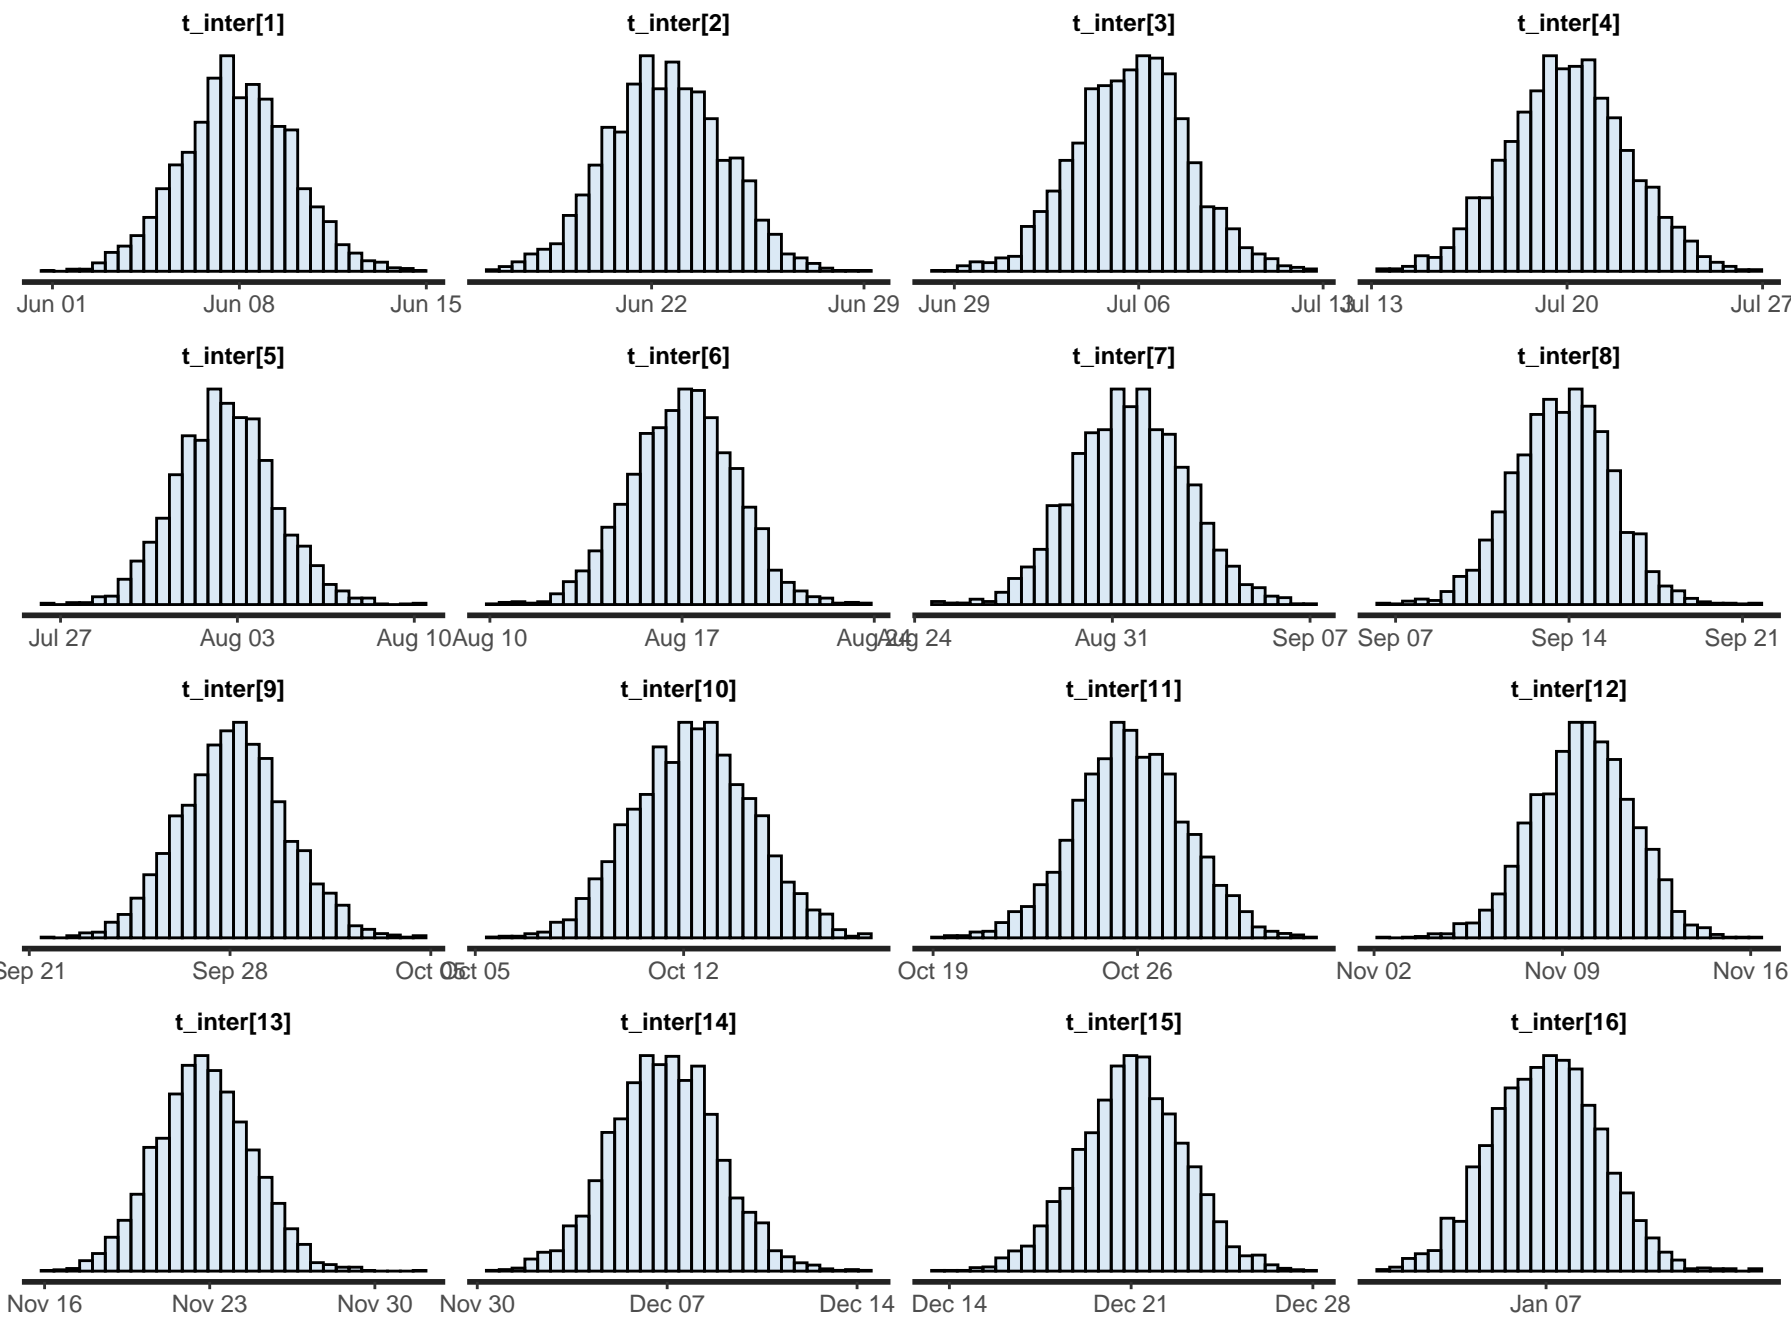 t_inter[1] t_inter[2] t_inter[3] t_inter[4]
Jun 01 Jun 08 Jun 15 Jun 22 Jun 29 Jun 29 Jul 06 Jul 13 Jul 13 Jul 20 Jul 27
t_inter[5] t_inter[6] t_inter[7] t_inter[8]
Jul 27 Aug 03 Aug 10 Aug 10 Aug 17 Aug 24 Aug 24 Aug 31 Sep 07 Sep 07 Sep 14 Sep 21
t_inter[9] t_inter[10] t_inter[11] t_inter[12]
Sep 21 Sep 28 Oct 05 Oct 05 Oct 12 Oct 19 Oct 26 Nov 02 Nov 09 Nov 16
t_inter[13] t_inter[14] t_inter[15] t_inter[16]
Nov 16 Nov 23 Nov 30 Nov 30 Dec 07 Dec 14 Dec 14 Dec 21 Dec 28 Jan 07